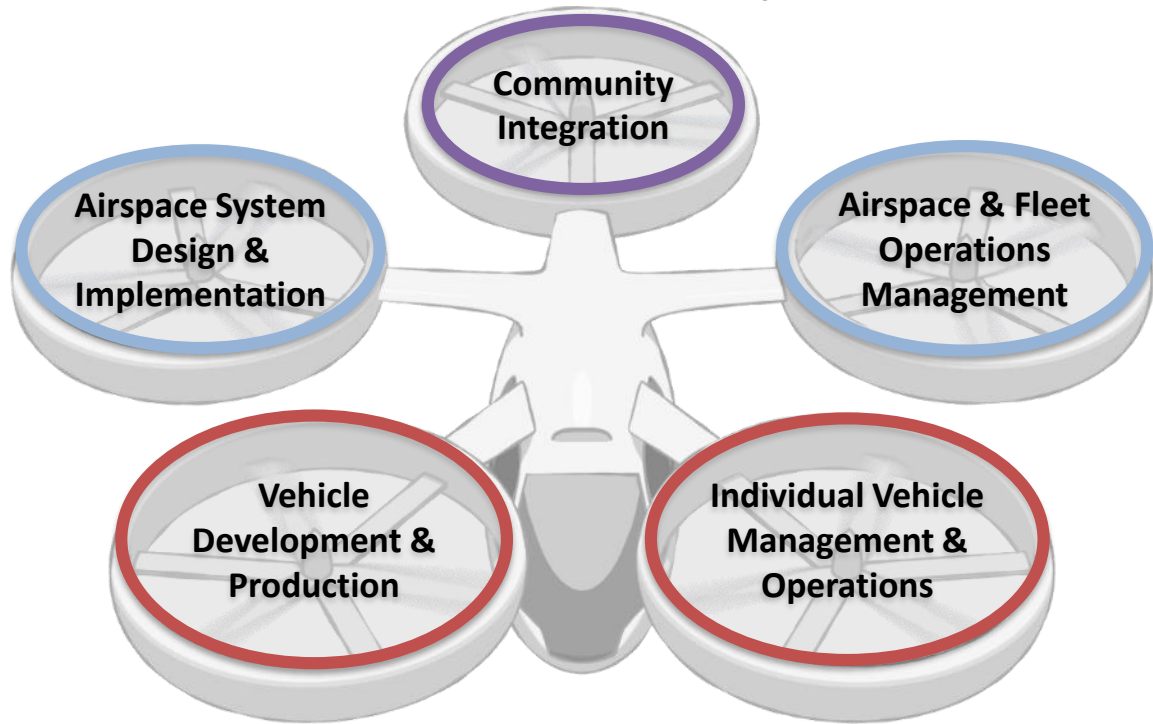 Community
Integration
Airspace System
Design &
Implementation
Airspace & Fleet
Operations
Management
Vehicle
Development &
Production
Individual Vehicle
Management &
Operations